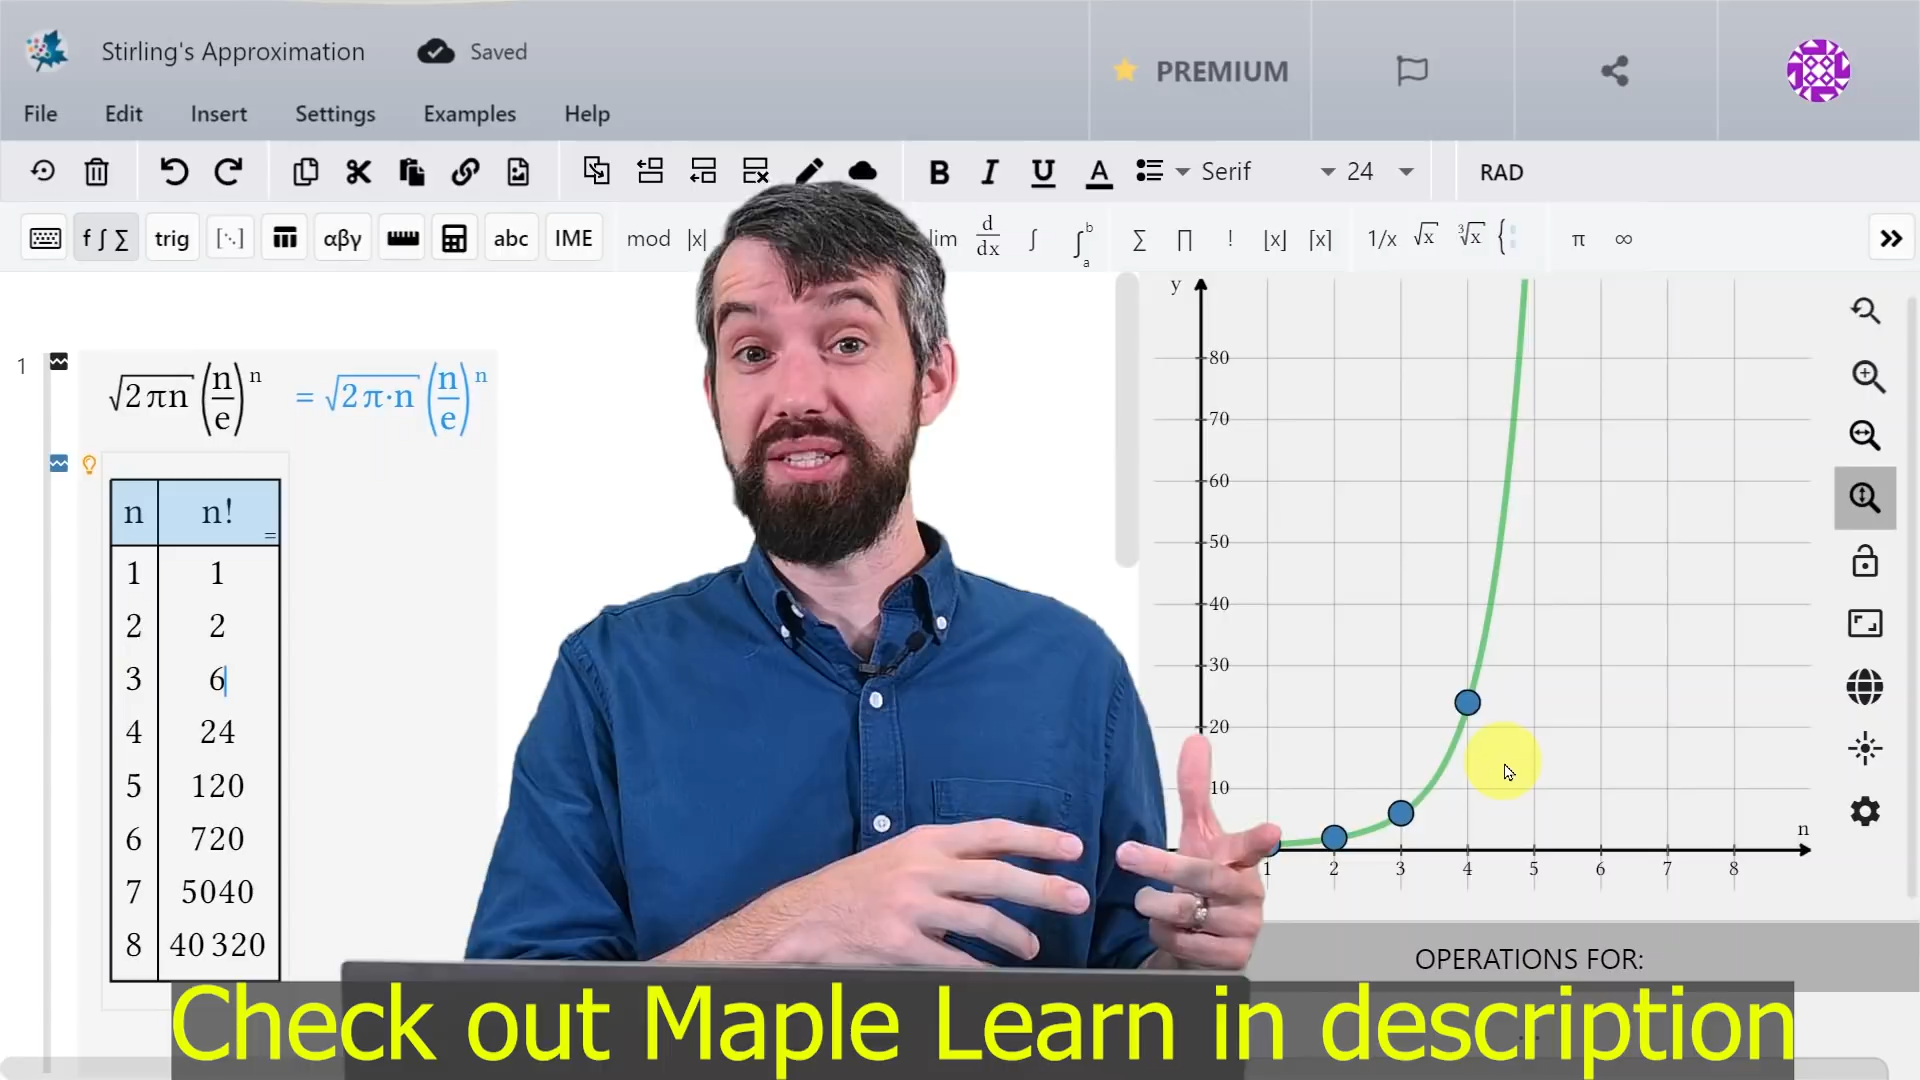 Stirling's Approximation Saved
PREMIUM
File Edit Insert Settings Examples Help
B I U A Serif 24 RAD
f ∫ ∑ trig [⋱] αβγ abc IME mod |x| lim d/dx ∫ ∫ₐᵇ ∑ ∏ ! ⌊x⌋ ⌈x⌉ 1/x √x ∛x { π ∞ »
1 √2πn (n/e)ⁿ = √2π·n (n/e)ⁿ
n n! =
1 1
2 2
3 6
4 24
5 120
6 720
7 5040
8 40 320
y
80
70
60
50
40
30
20
10
n
1 2 3 4 5 6 7 8
OPERATIONS FOR:
Check out Maple Learn in description